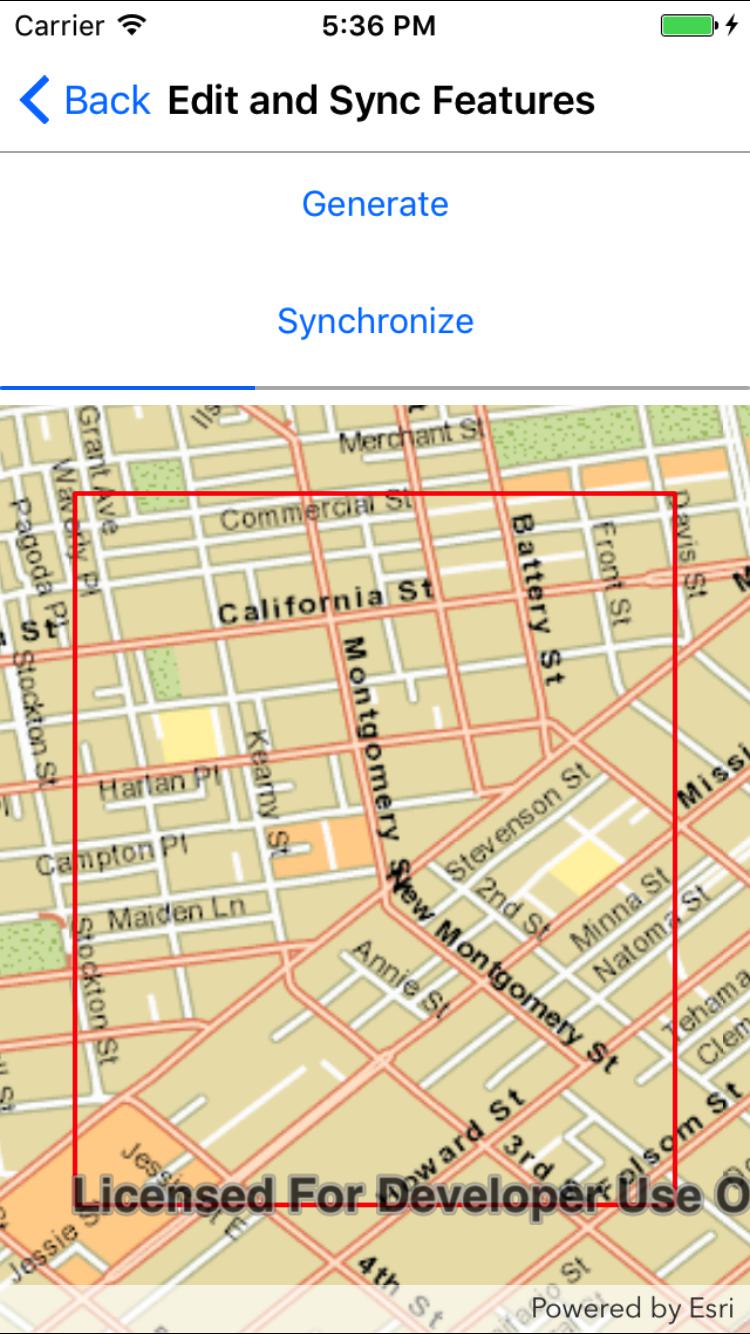 Carrier 5:36 PM
Back Edit and Sync Features
Generate
Synchronize
Merchant St
Grant Ave
Waverly Pl
Pagoda Pl
Commercial St
Battery St
Front St
Davis St
California St
St
Stockton St
Montgomery St
Kearny St
Harlan Pl
Campton Pl
Maiden Ln
Stockton St
Stevenson St
2nd St
Minna St
Natoma St
Missi
New Montgomery St
Annie St
Tehama
Clem
Howard St
3rd
Folsom St
Jessie St E
Jessie S
Licensed For Developer Use O
4th St
Powered by Esri